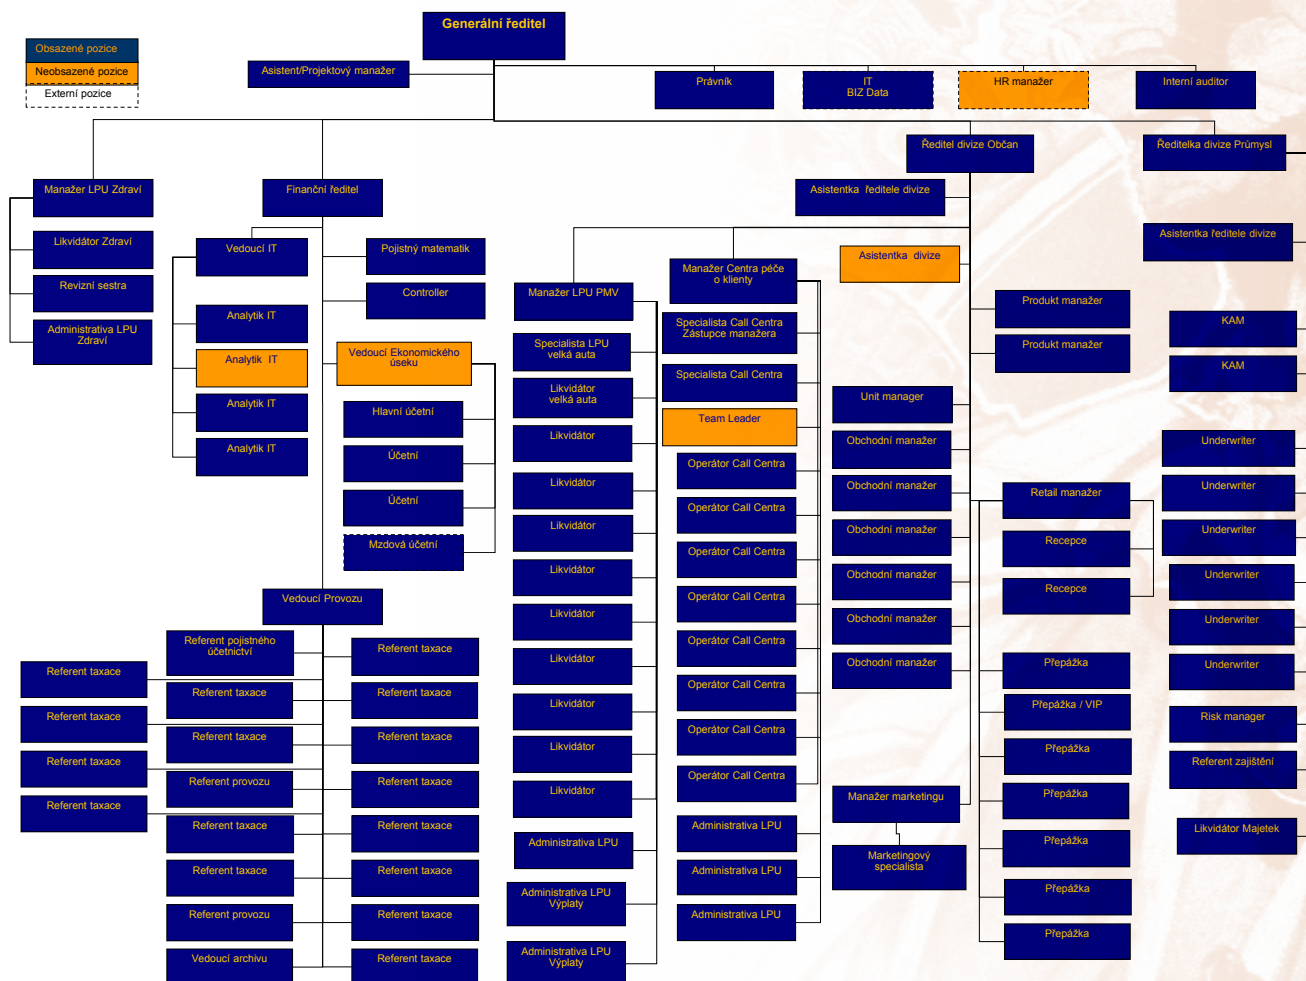 Generální ředitel
Obsazené pozice
Neobsazené pozice
Externí pozice
Asistent/Projektový manažer
Právník
IT
BIZ Data
HR manažer
Interní auditor
Ředitel divize Občan
Ředitelka divize Průmysl
Manažer LPU Zdraví
Likvidátor Zdraví
Revizní sestra
Administrativa LPU
Zdraví
Finanční ředitel
Vedoucí IT
Analytik IT
Analytik  IT
Analytik IT
Analytik IT
Pojistný matematik
Controller
Vedoucí Ekonomického
úseku
Hlavní účetní
Účetní
Účetní
Mzdová účetní
Vedoucí Provozu
Referent pojistného
účetnictví
Referent taxace
Referent taxace
Referent provozu
Referent taxace
Referent taxace
Referent provozu
Vedoucí archivu
Referent taxace
Referent taxace
Referent taxace
Referent taxace
Referent taxace
Referent taxace
Referent taxace
Referent taxace
Referent taxace
Referent taxace
Referent taxace
Referent taxace
Asistentka  ředitele divize
Manažer LPU PMV
Specialista LPU
velká auta
Likvidátor
velká auta
Likvidátor
Likvidátor
Likvidátor
Likvidátor
Likvidátor
Likvidátor
Likvidátor
Likvidátor
Likvidátor
Administrativa LPU
Administrativa LPU
Výplaty
Administrativa LPU
Výplaty
Manažer Centra péče
o klienty
Specialista Call Centra
Zástupce manažera
Specialista Call Centra
Team Leader
Operátor Call Centra
Operátor Call Centra
Operátor Call Centra
Operátor Call Centra
Operátor Call Centra
Operátor Call Centra
Operátor Call Centra
Operátor Call Centra
Administrativa LPU
Administrativa LPU
Administrativa LPU
Asistentka  divize
Produkt manažer
Produkt manažer
Unit manager
Obchodní manažer
Obchodní manažer
Obchodní manažer
Obchodní manažer
Obchodní manažer
Obchodní manažer
Retail manažer
Recepce
Recepce
Přepážka
Přepážka / VIP
Přepážka
Přepážka
Přepážka
Přepážka
Přepážka
Manažer marketingu
Marketingový
specialista
Asistentka ředitele divize
KAM
KAM
Underwriter
Underwriter
Underwriter
Underwriter
Underwriter
Underwriter
Risk manager
Referent zajištění
Likvidátor Majetek